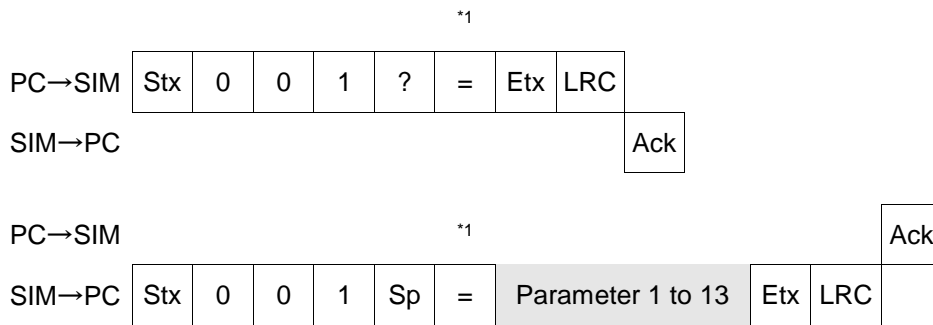 *1
PC→SIM Stx 0 0 1 ? = Etx LRC
SIM→PC Ack
PC→SIM *1 Ack
SIM→PC Stx 0 0 1 Sp = Parameter 1 to 13 Etx LRC